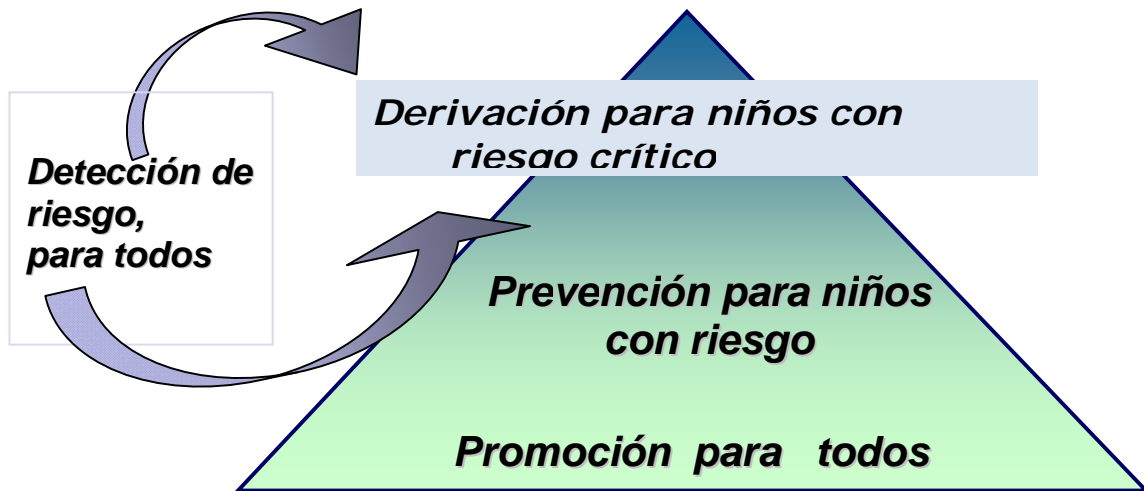 Derivación para niños con
riesgo crítico
Detección de
riesgo,
para todos
Prevención para niños
con riesgo
Promoción para todos